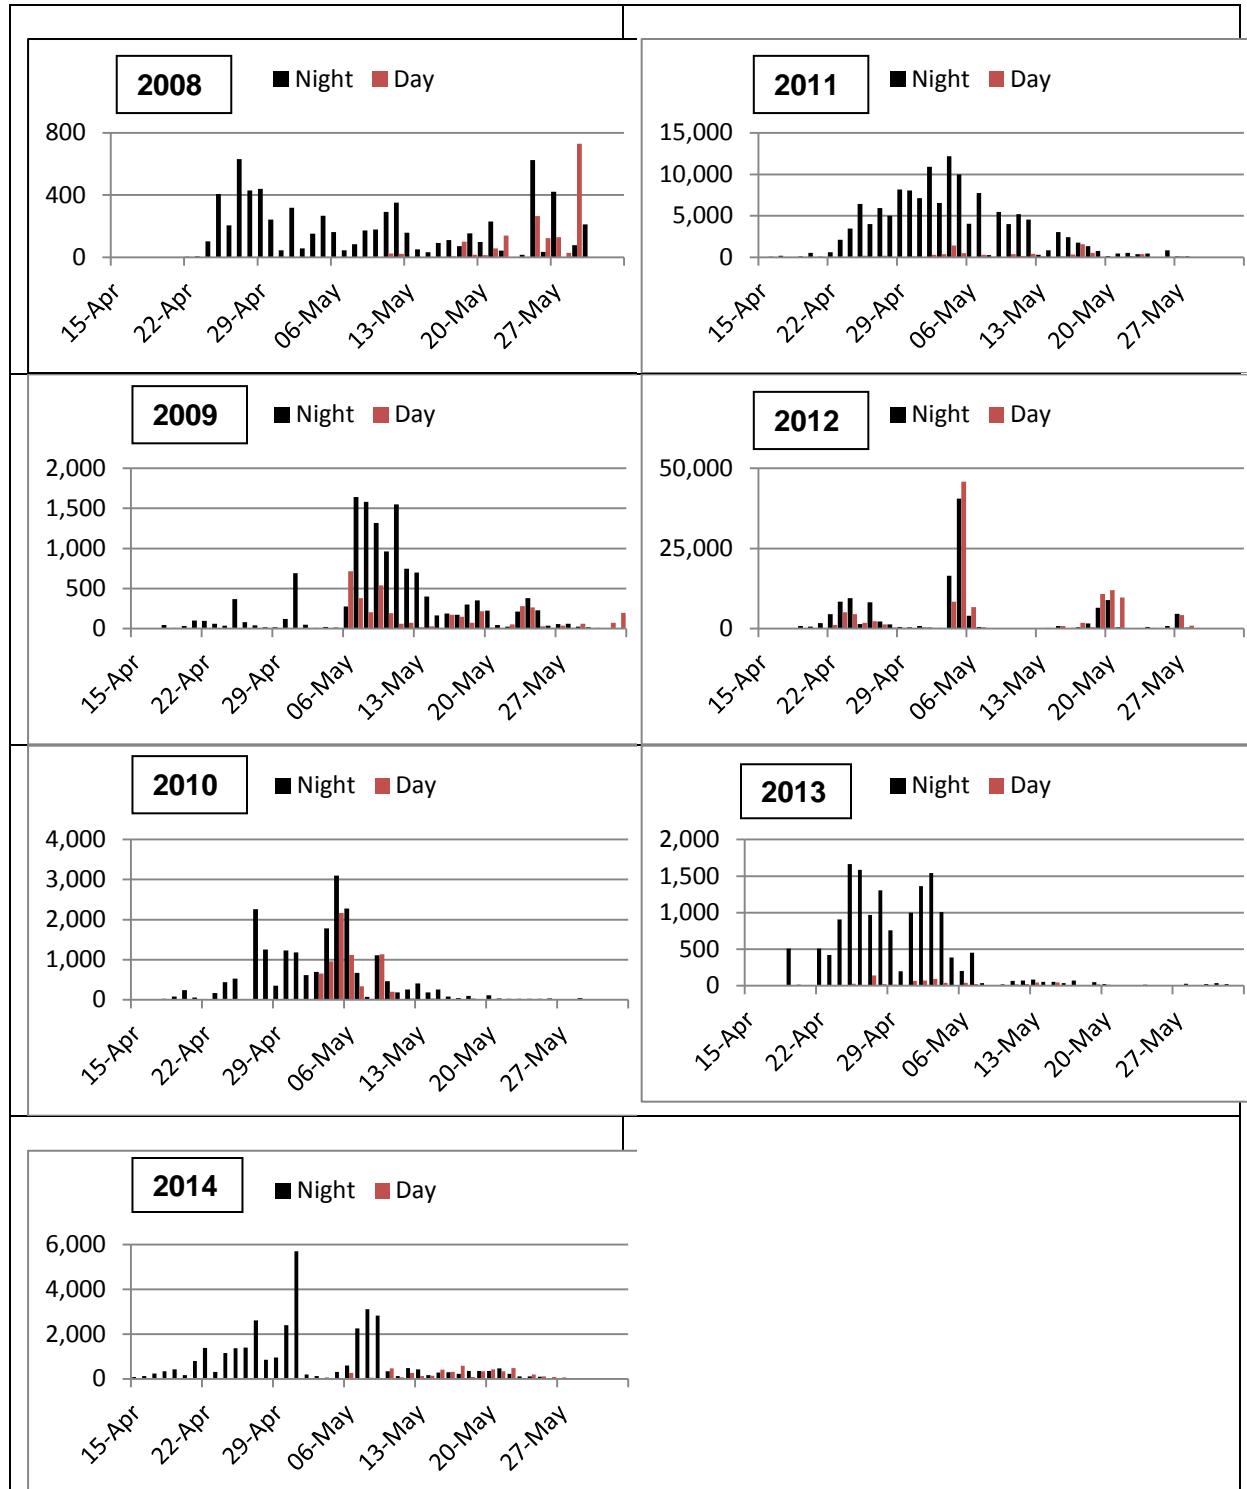 2008 Night Day
800
400
0
15-Apr 22-Apr 29-Apr 06-May 13-May 20-May 27-May
2011 Night Day
15,000
10,000
5,000
0
15-Apr 22-Apr 29-Apr 06-May 13-May 20-May 27-May
2009 Night Day
2,000
1,500
1,000
500
0
15-Apr 22-Apr 29-Apr 06-May 13-May 20-May 27-May
2012 Night Day
50,000
25,000
0
15-Apr 22-Apr 29-Apr 06-May 13-May 20-May 27-May
2010 Night Day
4,000
3,000
2,000
1,000
0
15-Apr 22-Apr 29-Apr 06-May 13-May 20-May 27-May
2013 Night Day
2,000
1,500
1,000
500
0
15-Apr 22-Apr 29-Apr 06-May 13-May 20-May 27-May
2014 Night Day
6,000
4,000
2,000
0
15-Apr 22-Apr 29-Apr 06-May 13-May 20-May 27-May